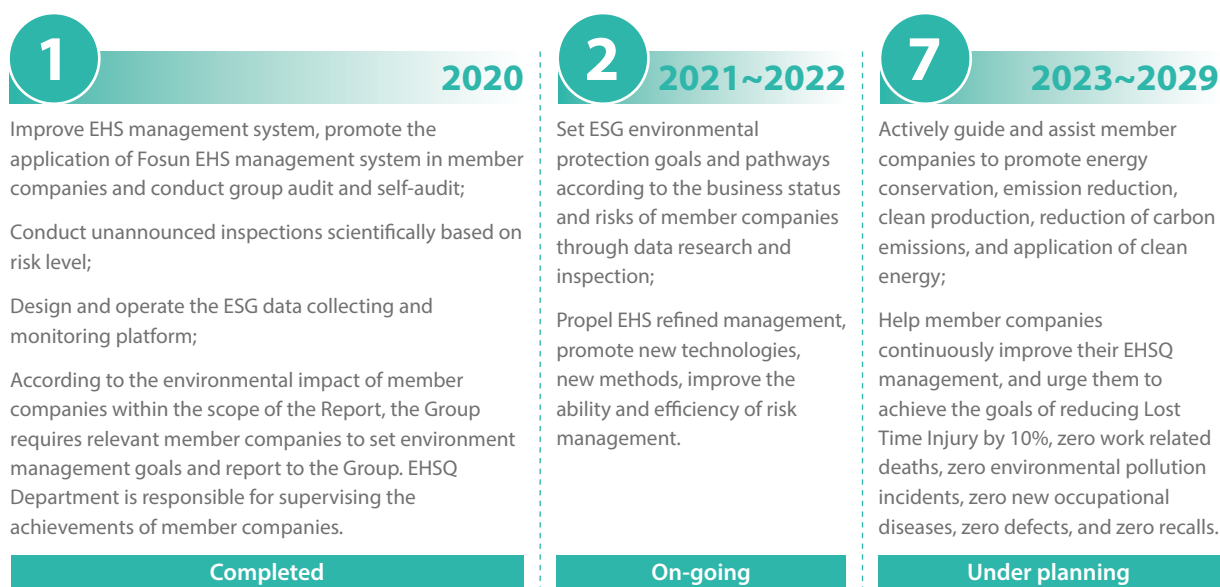 1
2020
Improve EHS management system, promote the
application of Fosun EHS management system in member
companies and conduct group audit and self-audit;
Conduct unannounced inspections scientifically based on
risk level;
Design and operate the ESG data collecting and
monitoring platform;
According to the environmental impact of member
companies within the scope of the Report, the Group
requires relevant member companies to set environment
management goals and report to the Group. EHSQ
Department is responsible for supervising the
achievements of member companies.
Completed
2
2021~2022
Set ESG environmental
protection goals and pathways
according to the business status
and risks of member companies
through data research and
inspection;
Propel EHS refined management,
promote new technologies,
new methods, improve the
ability and efficiency of risk
management.
On-going
7
2023~2029
Actively guide and assist member
companies to promote energy
conservation, emission reduction,
clean production, reduction of carbon
emissions, and application of clean
energy;
Help member companies
continuously improve their EHSQ
management, and urge them to
achieve the goals of reducing Lost
Time Injury by 10%, zero work related
deaths, zero environmental pollution
incidents, zero new occupational
diseases, zero defects, and zero recalls.
Under planning